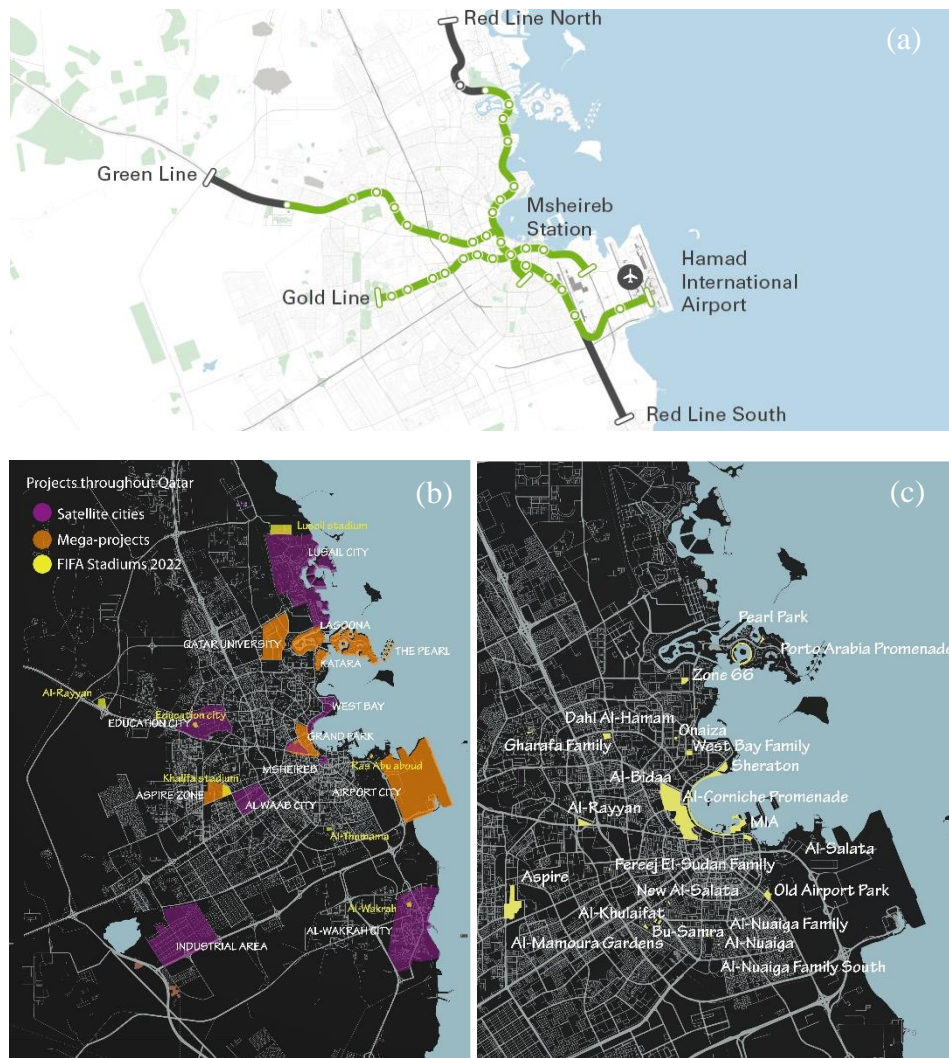 Red Line North
(a)
Green Line
Msheireb
Station
Hamad
International
Airport
Gold Line
Red Line South
Projects throughout Qatar
(b)
Satellite cities
Mega-projects
FIFA Stadiums 2022
Lusail stadium
LUSAIL CITY
LAGOONA
QATAR UNIVERSITY
THE PEARL
KATARA
Al-Rayyan
WEST BAY
Education city
EDUCATION CITY
GRAND PARK
MSHEIREB
Ras Abu aboud
Khalifa stadium
ASPIRE ZONE
AIRPORT CITY
AL WAAB CITY
Al-Thumama
Al-Wakrah
AL-WAKRAH CITY
INDUSTRIAL AREA
(c)
Pearl Park
Porto Arabia Promenade
Zone 66
Dahl Al-Hamam
Onaiza
Gharafa Family
West Bay Family
Sheraton
Al-Bidaa
Al-Corniche Promenade
Al-Rayyan
MIA
Al-Salata
Fereej El-Sudan Family
Aspire
New Al-Salata
Old Airport Park
Al-Khulaifat
Al-Nuaiga Family
Bu-Samra
Al-Mamoura Gardens
Al-Nuaiga
Al-Nuaiga Family South